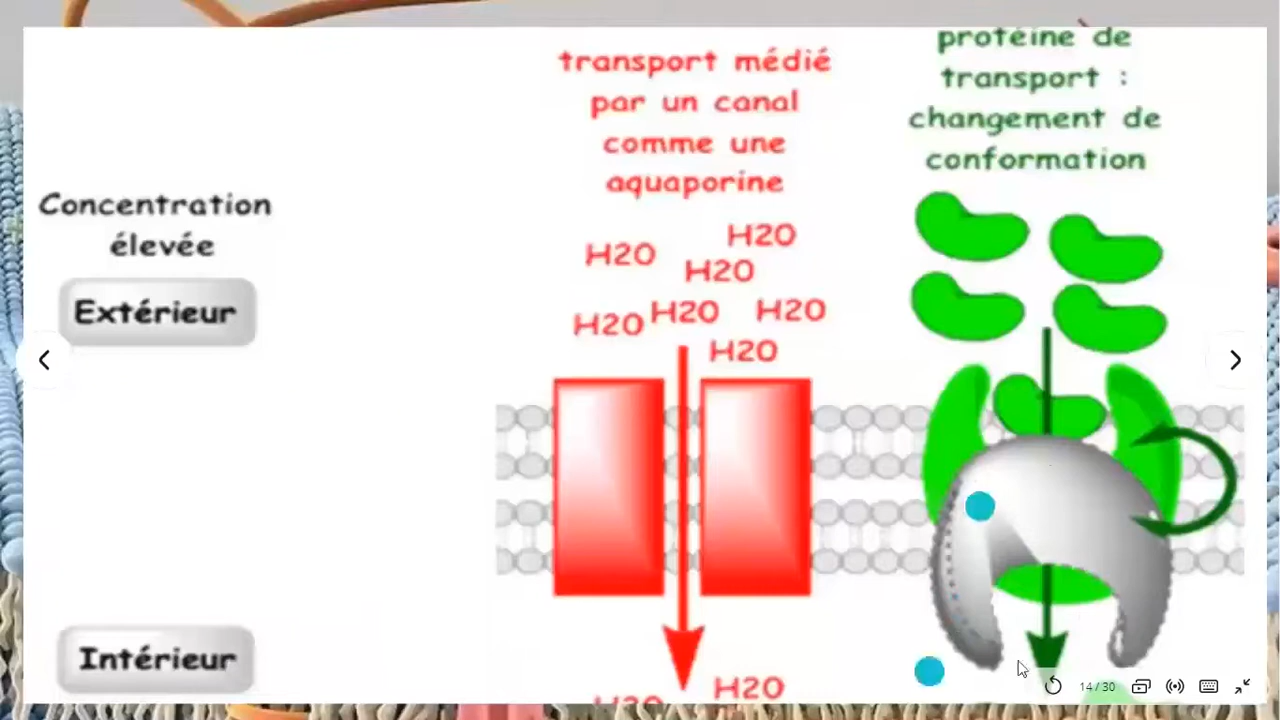 transport médié
par un canal
comme une
aquaporine
protéine de
transport :
changement de
conformation
Concentration
élevée
Extérieur
H2O
H2O
H2O
H2O
H2O
H2O
H2O
Intérieur
H2O
H2O
14 / 30